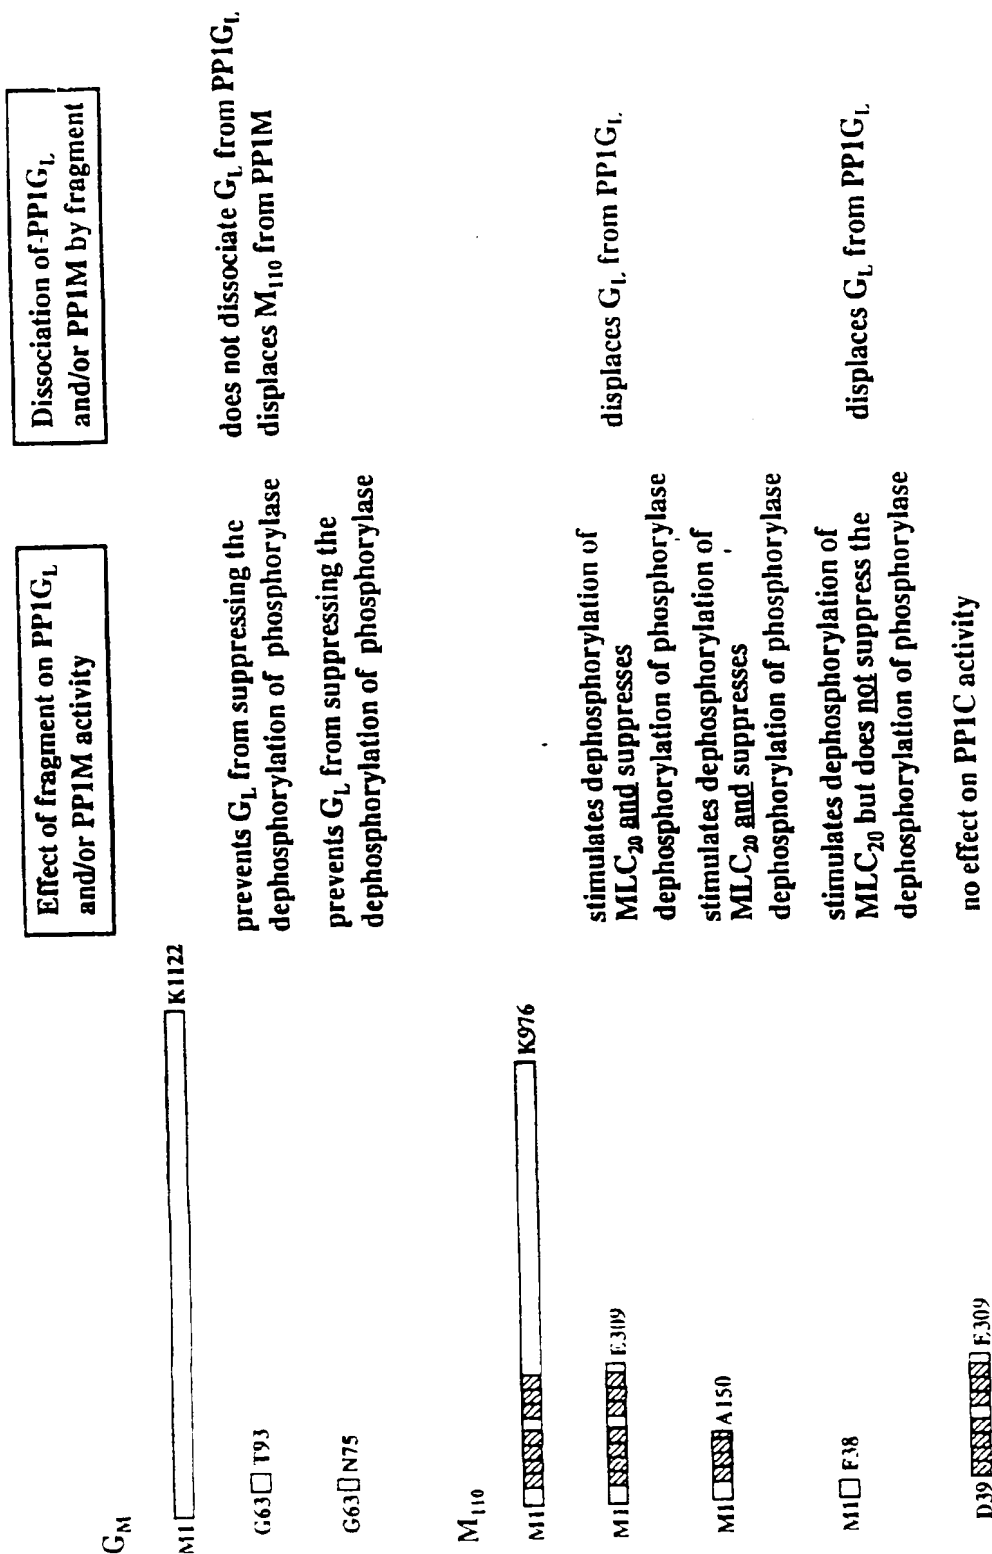 Effect of fragment on PP1G_L
and/or PP1M activity
Dissociation of PP1G_L
and/or PP1M by fragment
G_M
M1 K1122
G63 T93
prevents G_L from suppressing the
dephosphorylation of phosphorylase
does not dissociate G_L from PP1G_L
displaces M_110 from PP1M
G63 N75
prevents G_L from suppressing the
dephosphorylation of phosphorylase
M_110
M1 K976
M1 E309
stimulates dephosphorylation of
MLC_20 and suppresses
dephosphorylation of phosphorylase
displaces G_L from PP1G_L
M1 A150
stimulates dephosphorylation of
MLC_20 and suppresses
dephosphorylation of phosphorylase
M1 F38
stimulates dephosphorylation of
MLC_20 but does not suppress the
dephosphorylation of phosphorylase
displaces G_L from PP1G_L
D39 E309
no effect on PP1C activity